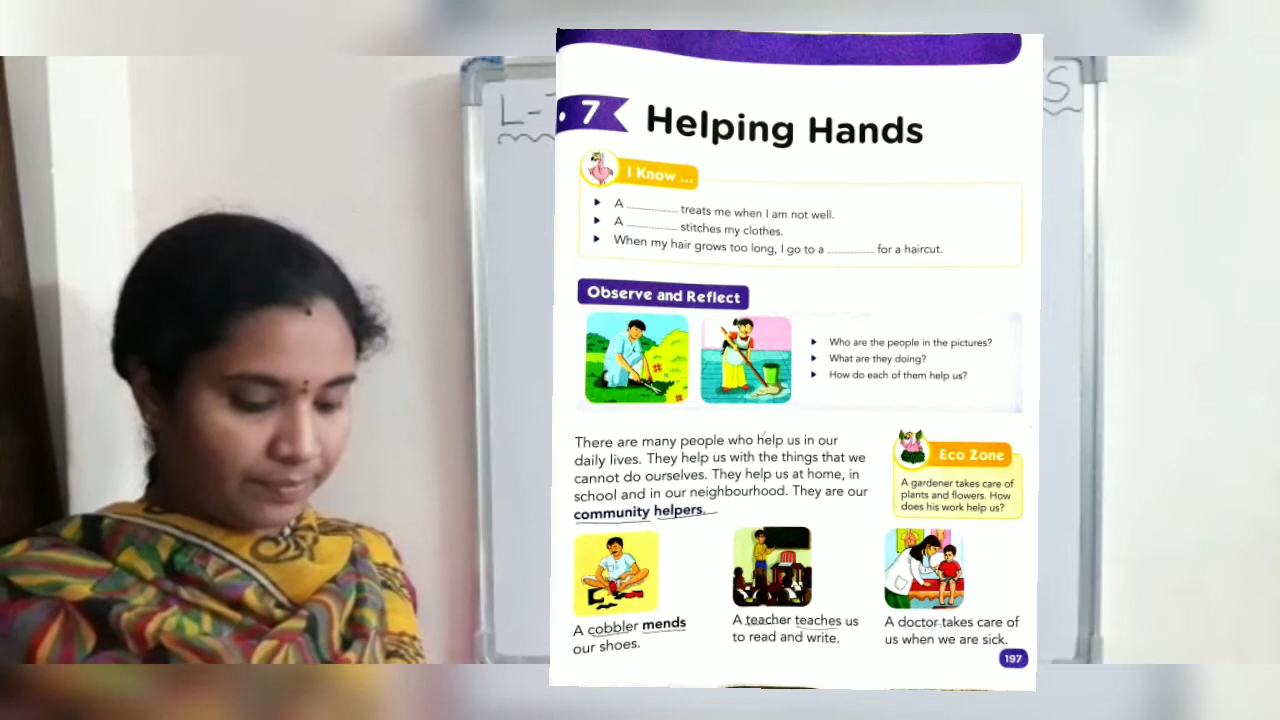 L-
S
7
Helping Hands
I Know ...
A .................. treats me when I am not well.
A .................. stitches my clothes.
When my hair grows too long, I go to a ................ for a haircut.
Observe and Reflect
Who are the people in the pictures?
What are they doing?
How do each of them help us?
There are many people who help us in our
daily lives. They help us with the things that we
cannot do ourselves. They help us at home, in
school and in our neighbourhood. They are our
community helpers.
Eco Zone
A gardener takes care of
plants and flowers. How
does his work help us?
A cobbler mends
our shoes.
A teacher teaches us
to read and write.
A doctor takes care of
us when we are sick.
197